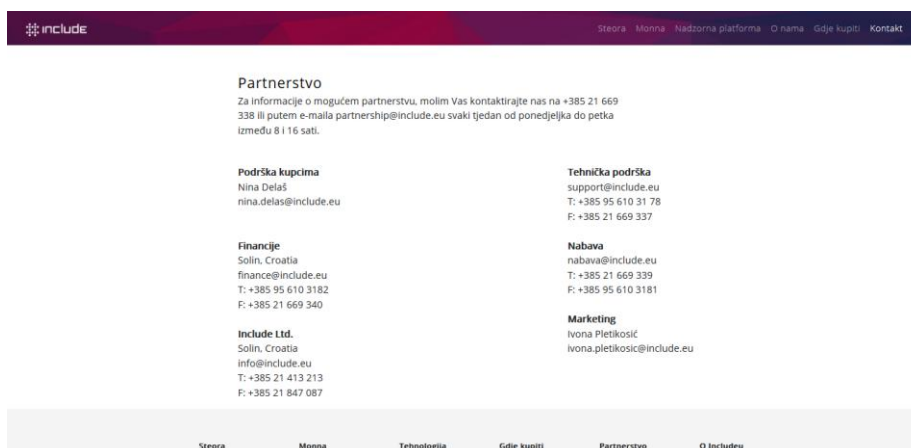 include
Steora Monna Nadzorna platforma O nama Gdje kupiti Kontakt
Partnerstvo
Za informacije o mogućem partnerstvu, molim Vas kontaktirajte nas na +385 21 669
338 ili putem e-maila partnership@include.eu svaki tjedan od ponedjeljka do petka
između 8 i 16 sati.
Podrška kupcima
Nina Delaš
nina.delas@include.eu
Tehnička podrška
support@include.eu
T: +385 95 610 31 78
F: +385 21 669 337
Financije
Solin, Croatia
finance@include.eu
T: +385 95 610 3182
F: +385 21 669 340
Nabava
nabava@include.eu
T: +385 21 669 339
F: +385 95 610 3181
Include Ltd.
Solin, Croatia
info@include.eu
T: +385 21 413 213
F: +385 21 847 087
Marketing
Ivona Pletikosić
ivona.pletikosic@include.eu
Steora Monna Tehnologija Gdje kupiti Partnerstvo O Includeu